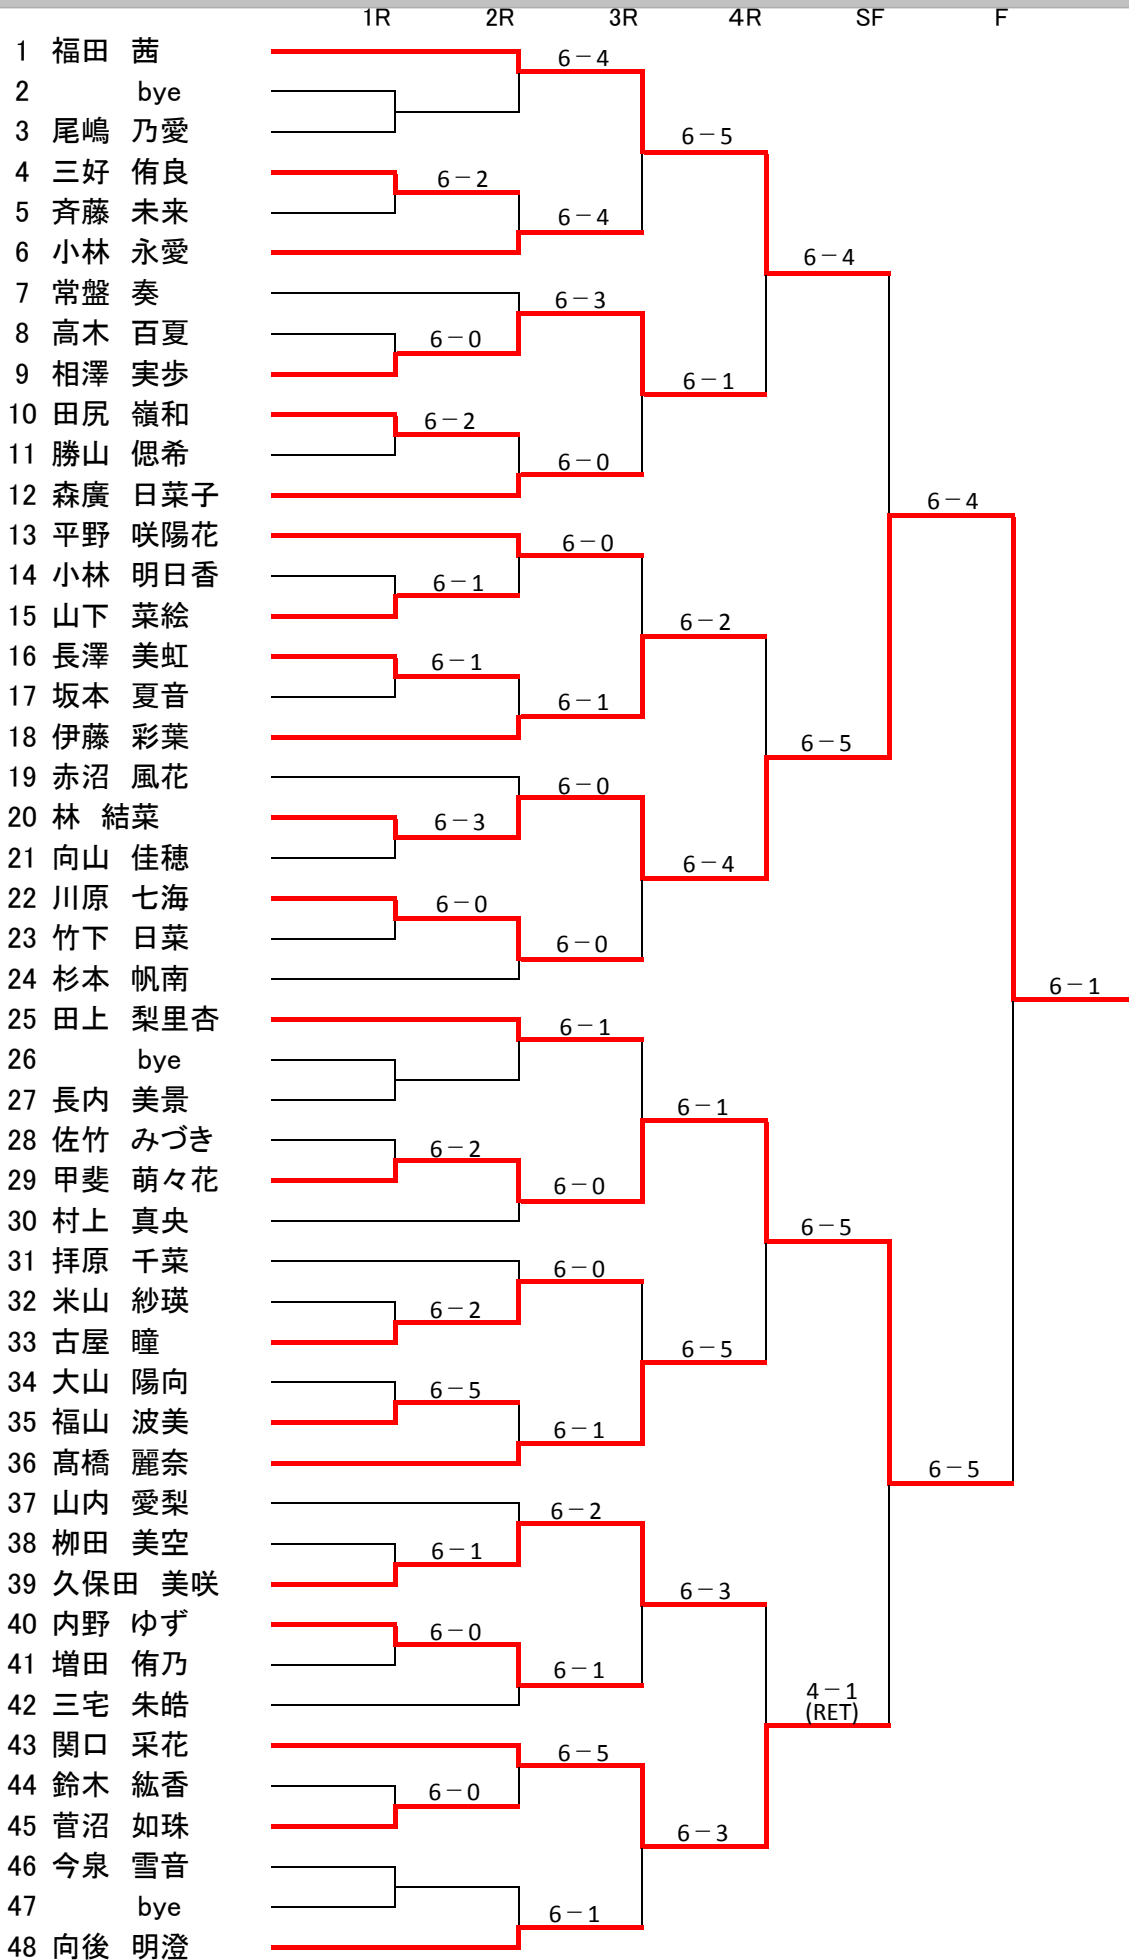 1R 2R 3R 4R SF F
1 福田 茜
6－4
2 bye
3 尾嶋 乃愛
6－5
4 三好 侑良
6－2
5 斉藤 未来
6－4
6 小林 永愛
6－4
7 常盤 奏
6－3
8 高木 百夏
6－0
9 相澤 実歩
6－1
10 田尻 嶺和
6－2
11 勝山 偲希
6－0
12 森廣 日菜子
6－4
13 平野 咲陽花
6－0
14 小林 明日香
6－1
15 山下 菜絵
6－2
16 長澤 美虹
6－1
17 坂本 夏音
6－1
18 伊藤 彩葉
6－5
19 赤沼 風花
6－0
20 林 結菜
6－3
21 向山 佳穂
6－4
22 川原 七海
6－0
23 竹下 日菜
6－0
24 杉本 帆南
6－1
25 田上 梨里杏
6－1
26 bye
27 長内 美景
6－1
28 佐竹 みづき
6－2
29 甲斐 萌々花
6－0
30 村上 真央
6－5
31 拝原 千菜
6－0
32 米山 紗瑛
6－2
33 古屋 瞳
6－5
34 大山 陽向
6－5
35 福山 波美
6－1
36 髙橋 麗奈
6－5
37 山内 愛梨
6－2
38 栁田 美空
6－1
39 久保田 美咲
6－3
40 内野 ゆず
6－0
41 増田 侑乃
6－1
42 三宅 朱皓
4－1
(RET)
43 関口 采花
6－5
44 鈴木 紘香
6－0
45 菅沼 如珠
6－3
46 今泉 雪音
47 bye
6－1
48 向後 明澄